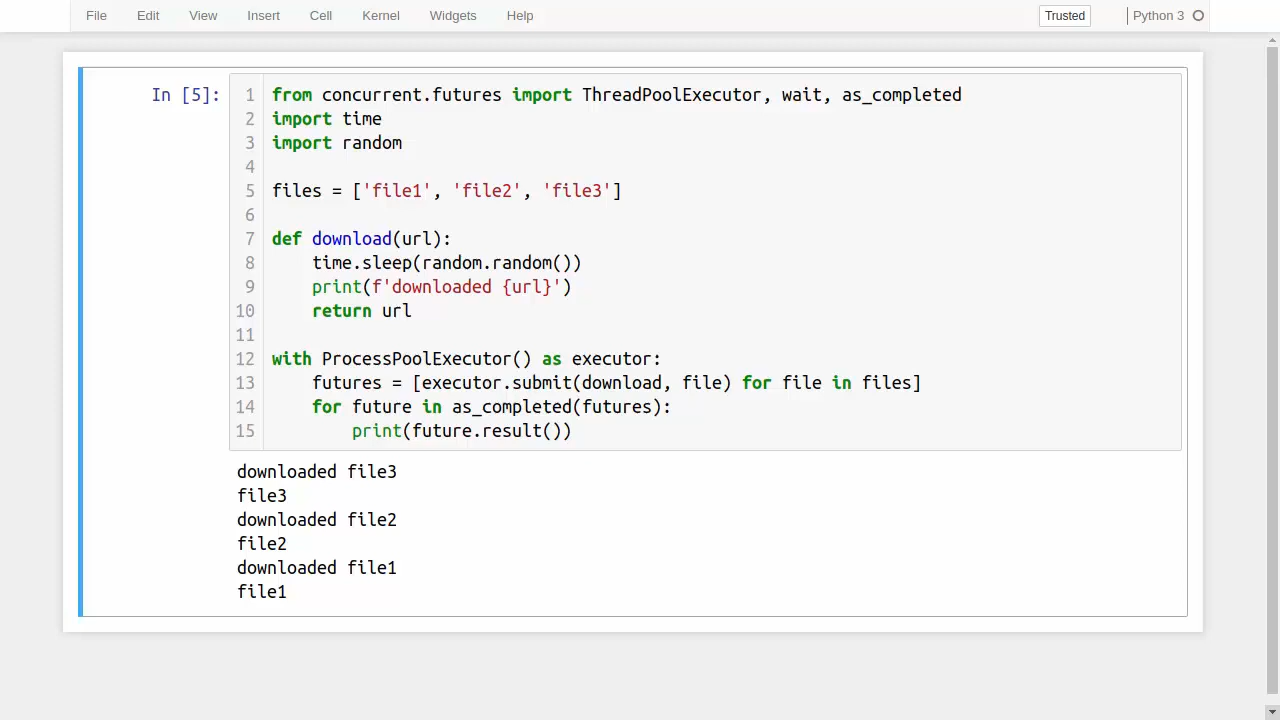 File Edit View Insert Cell Kernel Widgets Help Trusted Python 3
In [5]:
1 from concurrent.futures import ThreadPoolExecutor, wait, as_completed
2 import time
3 import random
4
5 files = ['file1', 'file2', 'file3']
6
7 def download(url):
8     time.sleep(random.random())
9     print(f'downloaded {url}')
10     return url
11
12 with ProcessPoolExecutor() as executor:
13     futures = [executor.submit(download, file) for file in files]
14     for future in as_completed(futures):
15         print(future.result())
downloaded file3
file3
downloaded file2
file2
downloaded file1
file1